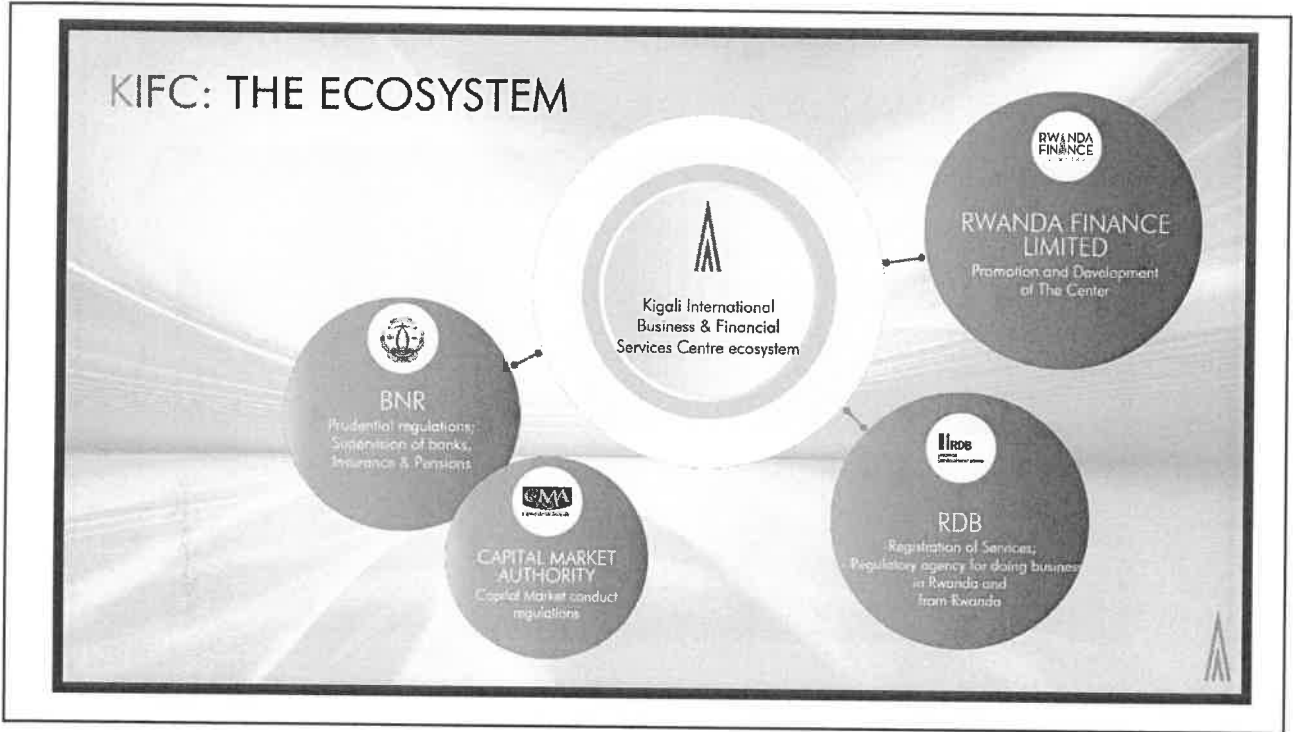 KIFC: THE ECOSYSTEM
RWANDA
FINANCE
RWANDA FINANCE
LIMITED
Promotion and Development
of The Center
Kigali International
Business & Financial
Services Centre ecosystem
BNR
Prudential regulations;
Supervision of banks,
Insurance & Pensions
CMA
CAPITAL MARKET
AUTHORITY
Capital Market conduct
regulations
RDB
RDB
Registration of Services;
Regulatory agency for doing business
in Rwanda and
from Rwanda